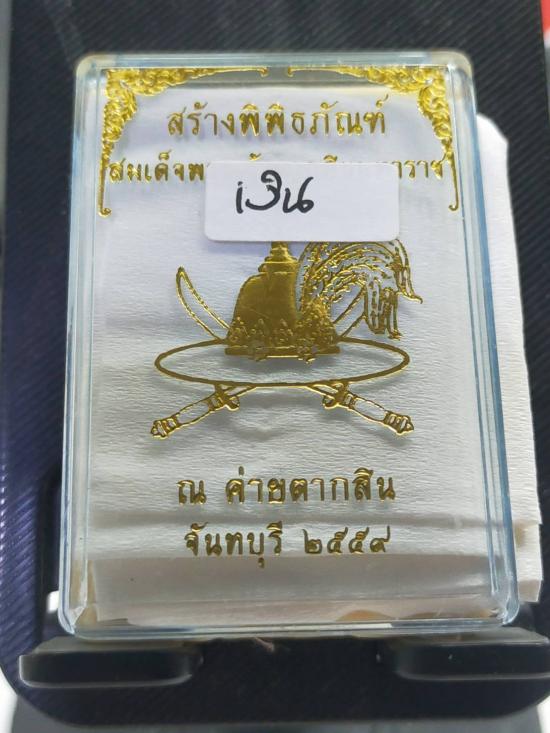 สร้างพิพิธภัณฑ์
สมเด็จ
เงิน
ณ ค่ายตากสิน
จันทบุรี ๒๕๕๙